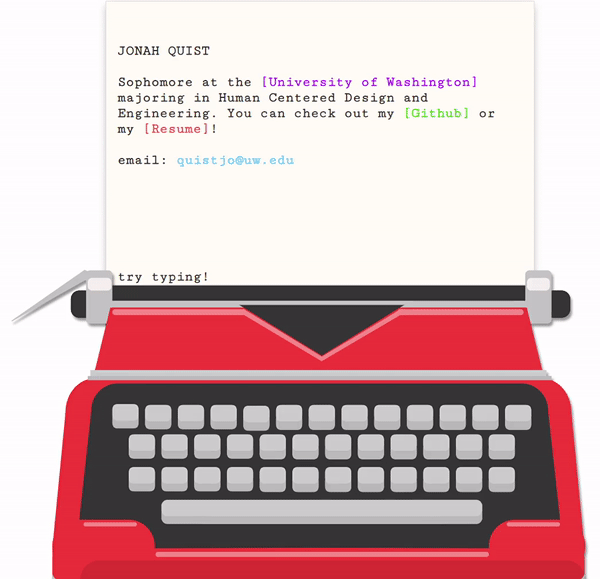 JONAH QUIST
Sophomore at the [University of Washington]
majoring in Human Centered Design and
Engineering. You can check out my [Github] or
my [Resume]!
email: quistjo@uw.edu
try typing!